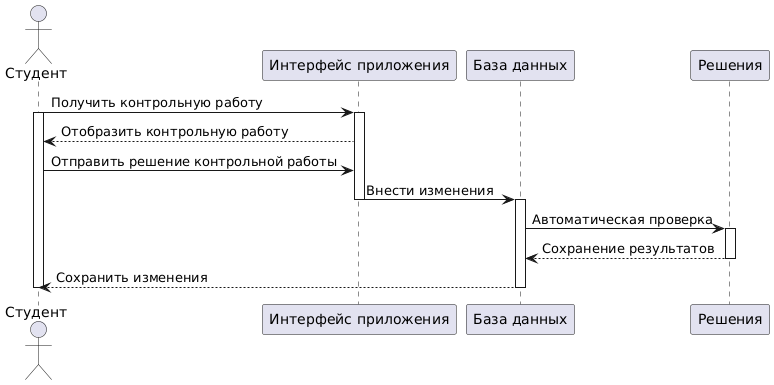 Студент
Интерфейс приложения
База данных
Решения
Получить контрольную работу
Отобразить контрольную работу
Отправить решение контрольной работы
Внести изменения
Автоматическая проверка
Сохранение результатов
Сохранить изменения
Студент
Интерфейс приложения
База данных
Решения